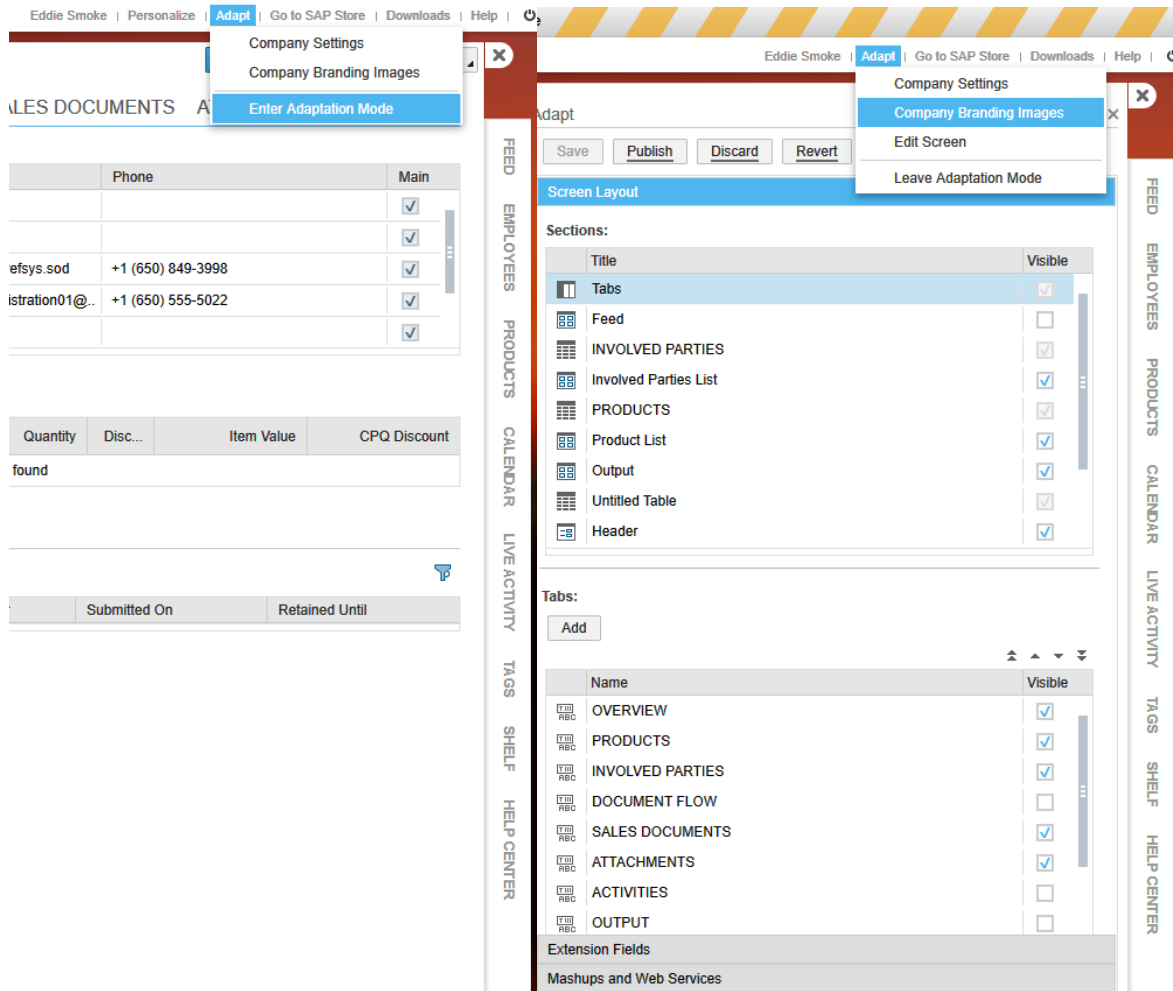 Eddie Smoke | Personalize | Adapt | Go to SAP Store | Downloads | Help |
Company Settings
Company Branding Images
Enter Adaptation Mode
LES DOCUMENTS A
Phone Main
efsys.sod +1 (650) 849-3998
istration01@.. +1 (650) 555-5022
Quantity Disc... Item Value CPQ Discount
found
Submitted On Retained Until
FEED
EMPLOYEES
PRODUCTS
CALENDAR
LIVE ACTIVITY
TAGS
SHELF
HELP CENTER
Eddie Smoke | Adapt | Go to SAP Store | Downloads | Help |
Company Settings
Company Branding Images
Edit Screen
Leave Adaptation Mode
Adapt
Save Publish Discard Revert
Screen Layout
Sections:
Title Visible
Tabs
Feed
INVOLVED PARTIES
Involved Parties List
PRODUCTS
Product List
Output
Untitled Table
Header
Tabs:
Add
Name Visible
OVERVIEW
PRODUCTS
INVOLVED PARTIES
DOCUMENT FLOW
SALES DOCUMENTS
ATTACHMENTS
ACTIVITIES
OUTPUT
Extension Fields
Mashups and Web Services
FEED
EMPLOYEES
PRODUCTS
CALENDAR
LIVE ACTIVITY
TAGS
SHELF
HELP CENTER